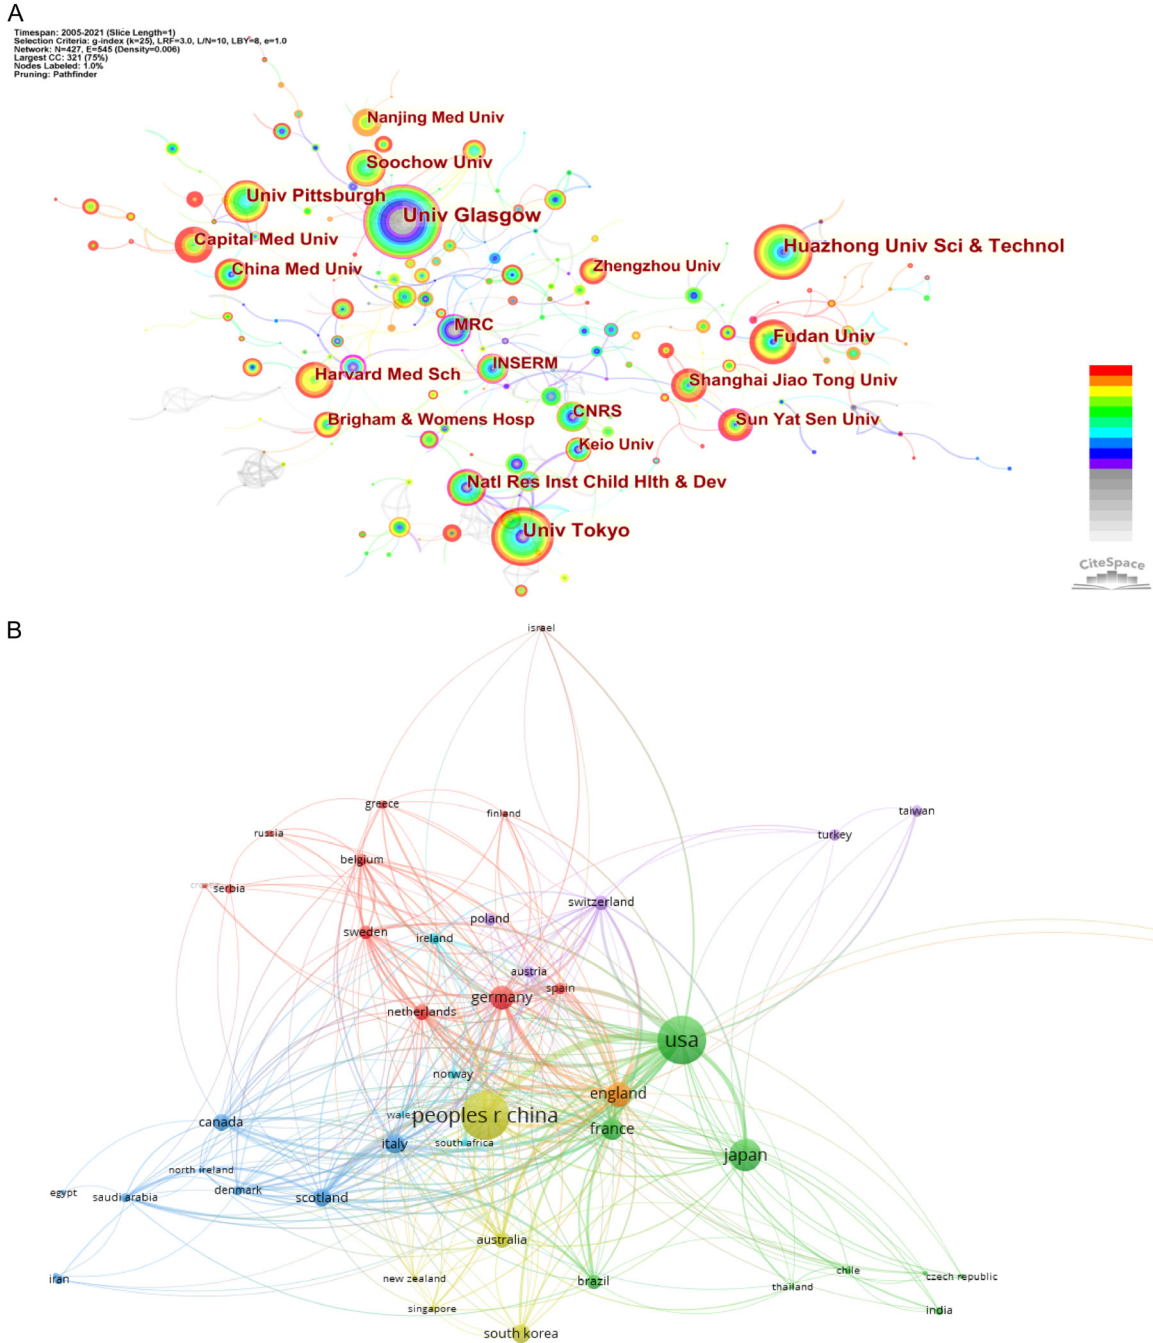 A
Timespan: 2005-2021 (Slice Length=1)
Selection Criteria: g-index (k=25), LRF=3.0, L/N=10, LBY=8, e=1.0
Network: N=427, E=545 (Density=0.006)
Largest CC: 321 (75%)
Nodes Labeled: 1.0%
Pruning: Pathfinder
Nanjing Med Univ
Soochow Univ
Univ Pittsburgh
Univ Glasgow
Capital Med Univ
Huazhong Univ Sci & Technol
China Med Univ
Zhengzhou Univ
MRC
Fudan Univ
INSERM
Harvard Med Sch
Shanghai Jiao Tong Univ
Brigham & Womens Hosp
CNRS
Sun Yat Sen Univ
Keio Univ
Natl Res Inst Child Hlth & Dev
Univ Tokyo
CiteSpace
B
israel
greece
finland
taiwan
russia
turkey
belgium
serbia
switzerland
poland
sweden
ireland
austria
spain
germany
netherlands
usa
norway
england
wales
peoples r china
canada
france
italy
south africa
japan
north ireland
egypt
saudi arabia
denmark
scotland
australia
iran
new zealand
brazil
chile
czech republic
thailand
singapore
india
south korea